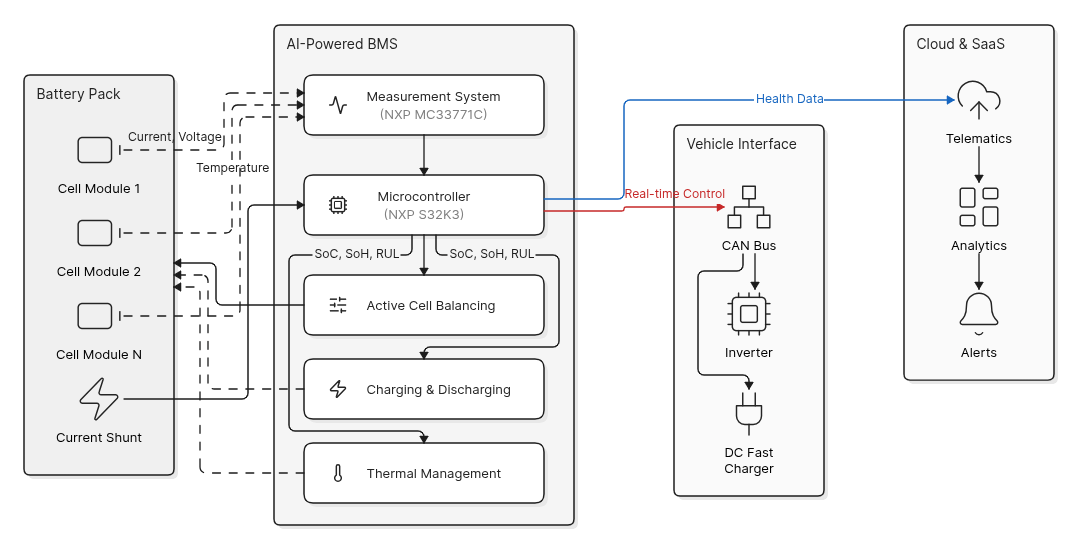 AI-Powered BMS
Cloud & SaaS
Battery Pack
Measurement System
(NXP MC33771C)
Health Data
Current, Voltage
Telematics
Vehicle Interface
Temperature
Cell Module 1
Microcontroller
(NXP S32K3)
Real-time Control
CAN Bus
Analytics
SoC, SoH, RUL
SoC, SoH, RUL
Cell Module 2
Active Cell Balancing
Cell Module N
Inverter
Alerts
Charging & Discharging
Current Shunt
DC Fast
Charger
Thermal Management